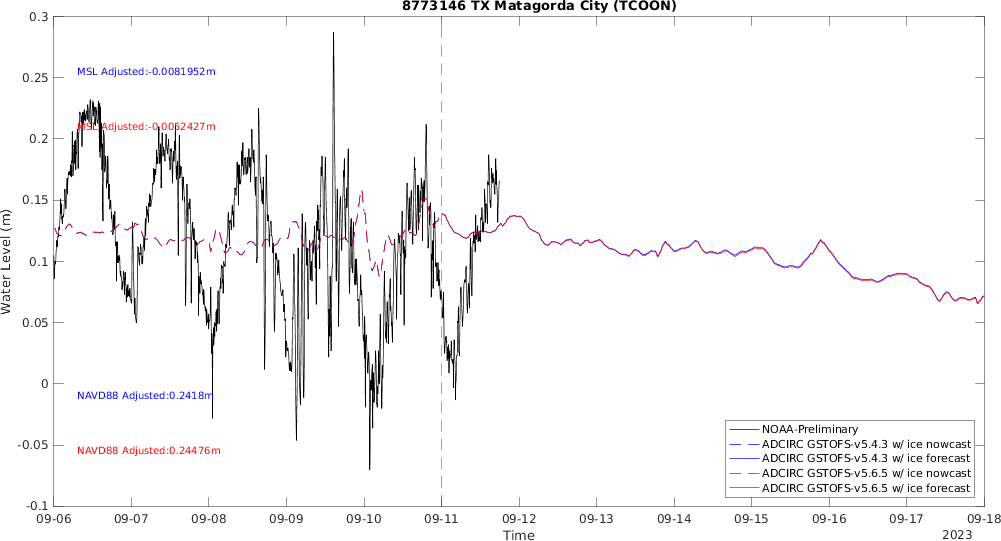 8773146 TX Matagorda City (TCOON)
0.3
0.25
0.2
0.15
0.1
0.05
0
-0.05
-0.1
Water Level (m)
MSL Adjusted:-0.0081952m
MSL Adjusted:-0.0052427m
NAVD88 Adjusted:0.2418m
NAVD88 Adjusted:0.24476m
NOAA-Preliminary
ADCIRC GSTOFS-v5.4.3 w/ ice nowcast
ADCIRC GSTOFS-v5.4.3 w/ ice forecast
ADCIRC GSTOFS-v5.6.5 w/ ice nowcast
ADCIRC GSTOFS-v5.6.5 w/ ice forecast
09-06 09-07 09-08 09-09 09-10 09-11 09-12 09-13 09-14 09-15 09-16 09-17 09-18
Time
2023